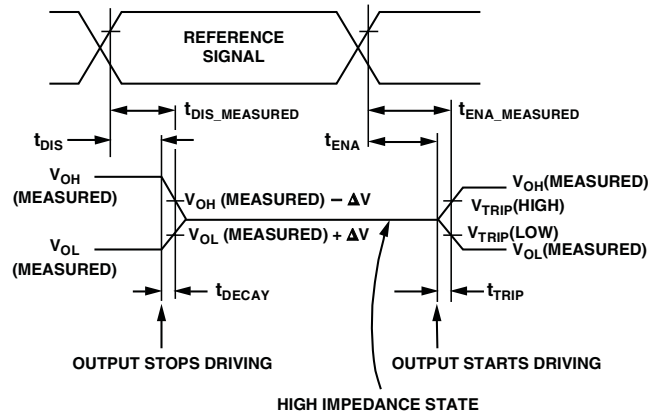 REFERENCE
SIGNAL
tDIS_MEASURED
tENA_MEASURED
tDIS
tENA
VOH
(MEASURED)
VOH (MEASURED) – ΔV
VOH(MEASURED)
VTRIP(HIGH)
VOL
(MEASURED)
VOL (MEASURED) + ΔV
VTRIP(LOW)
VOL(MEASURED)
tDECAY
tTRIP
OUTPUT STOPS DRIVING
OUTPUT STARTS DRIVING
HIGH IMPEDANCE STATE